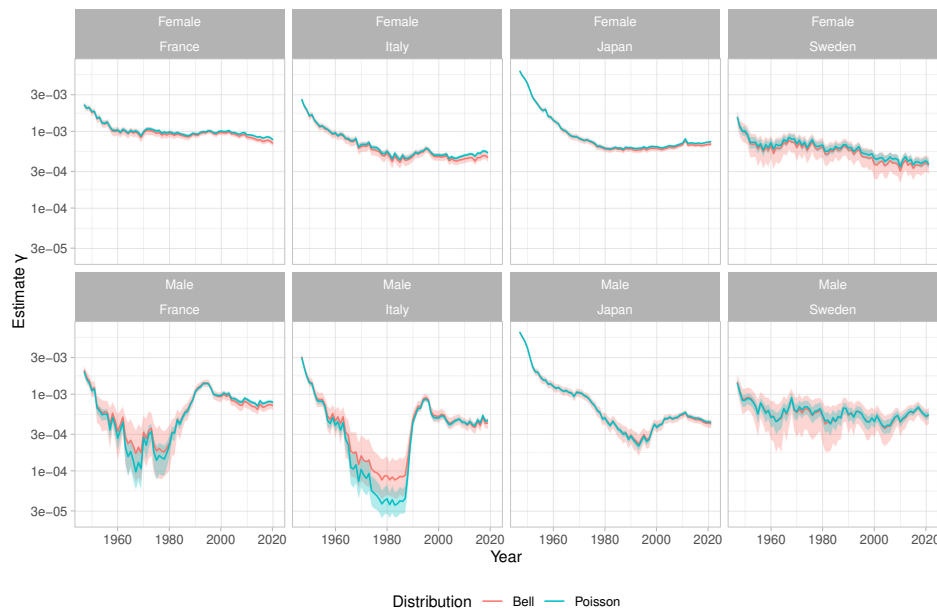 Female Female Female Female
France Italy Japan Sweden
3e-03
1e-03
3e-04
1e-04
3e-05
Estimate γ
Male Male Male Male
France Italy Japan Sweden
3e-03
1e-03
3e-04
1e-04
3e-05
1960 1980 2000 2020 1960 1980 2000 2020 1960 1980 2000 2020 1960 1980 2000 2020
Year
Distribution Bell Poisson